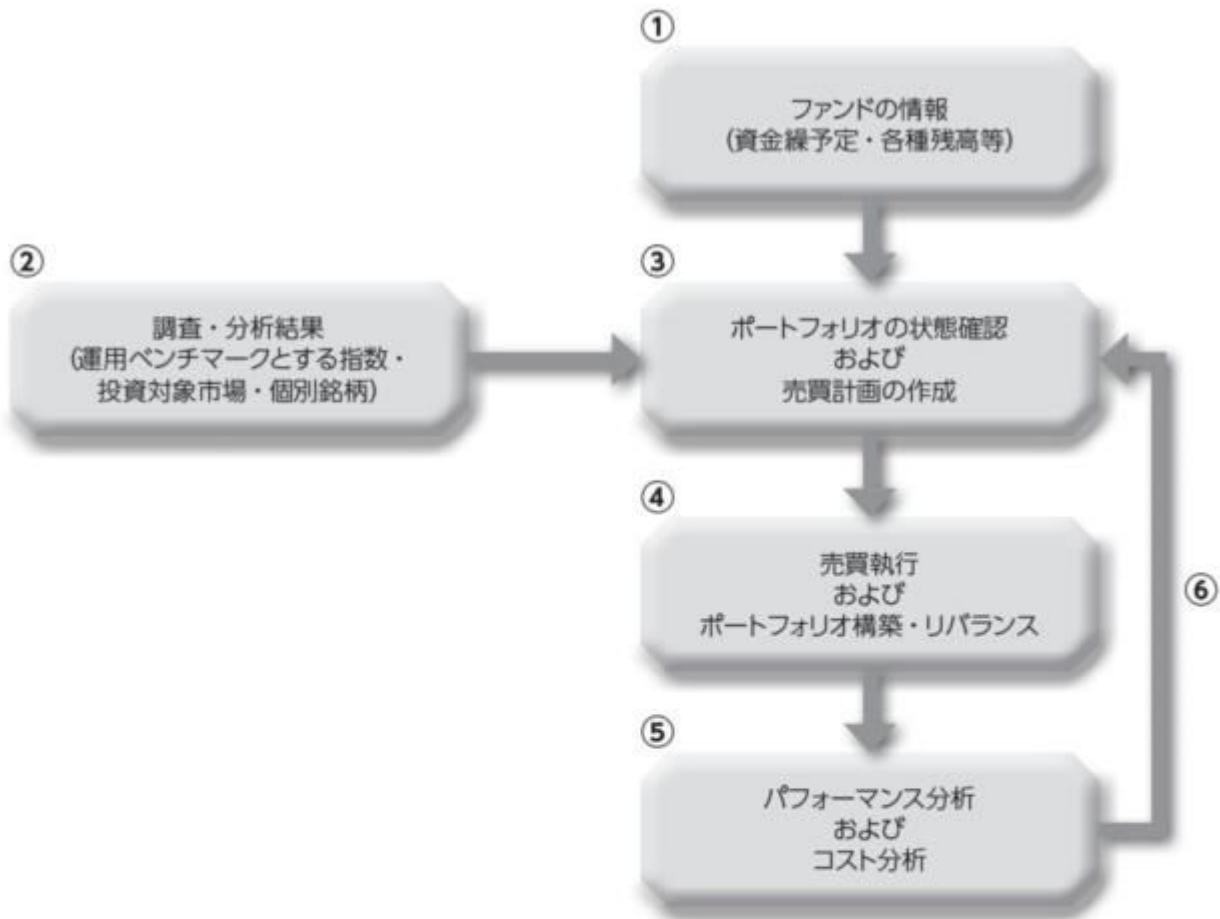 ①
ファンドの情報
(資金繰予定・各種残高等)
②
調査・分析結果
(運用ベンチマークとする指数・
投資対象市場・個別銘柄)
③
ポートフォリオの状態確認
および
売買計画の作成
④
売買執行
および
ポートフォリオ構築・リバランス
⑤
パフォーマンス分析
および
コスト分析
⑥